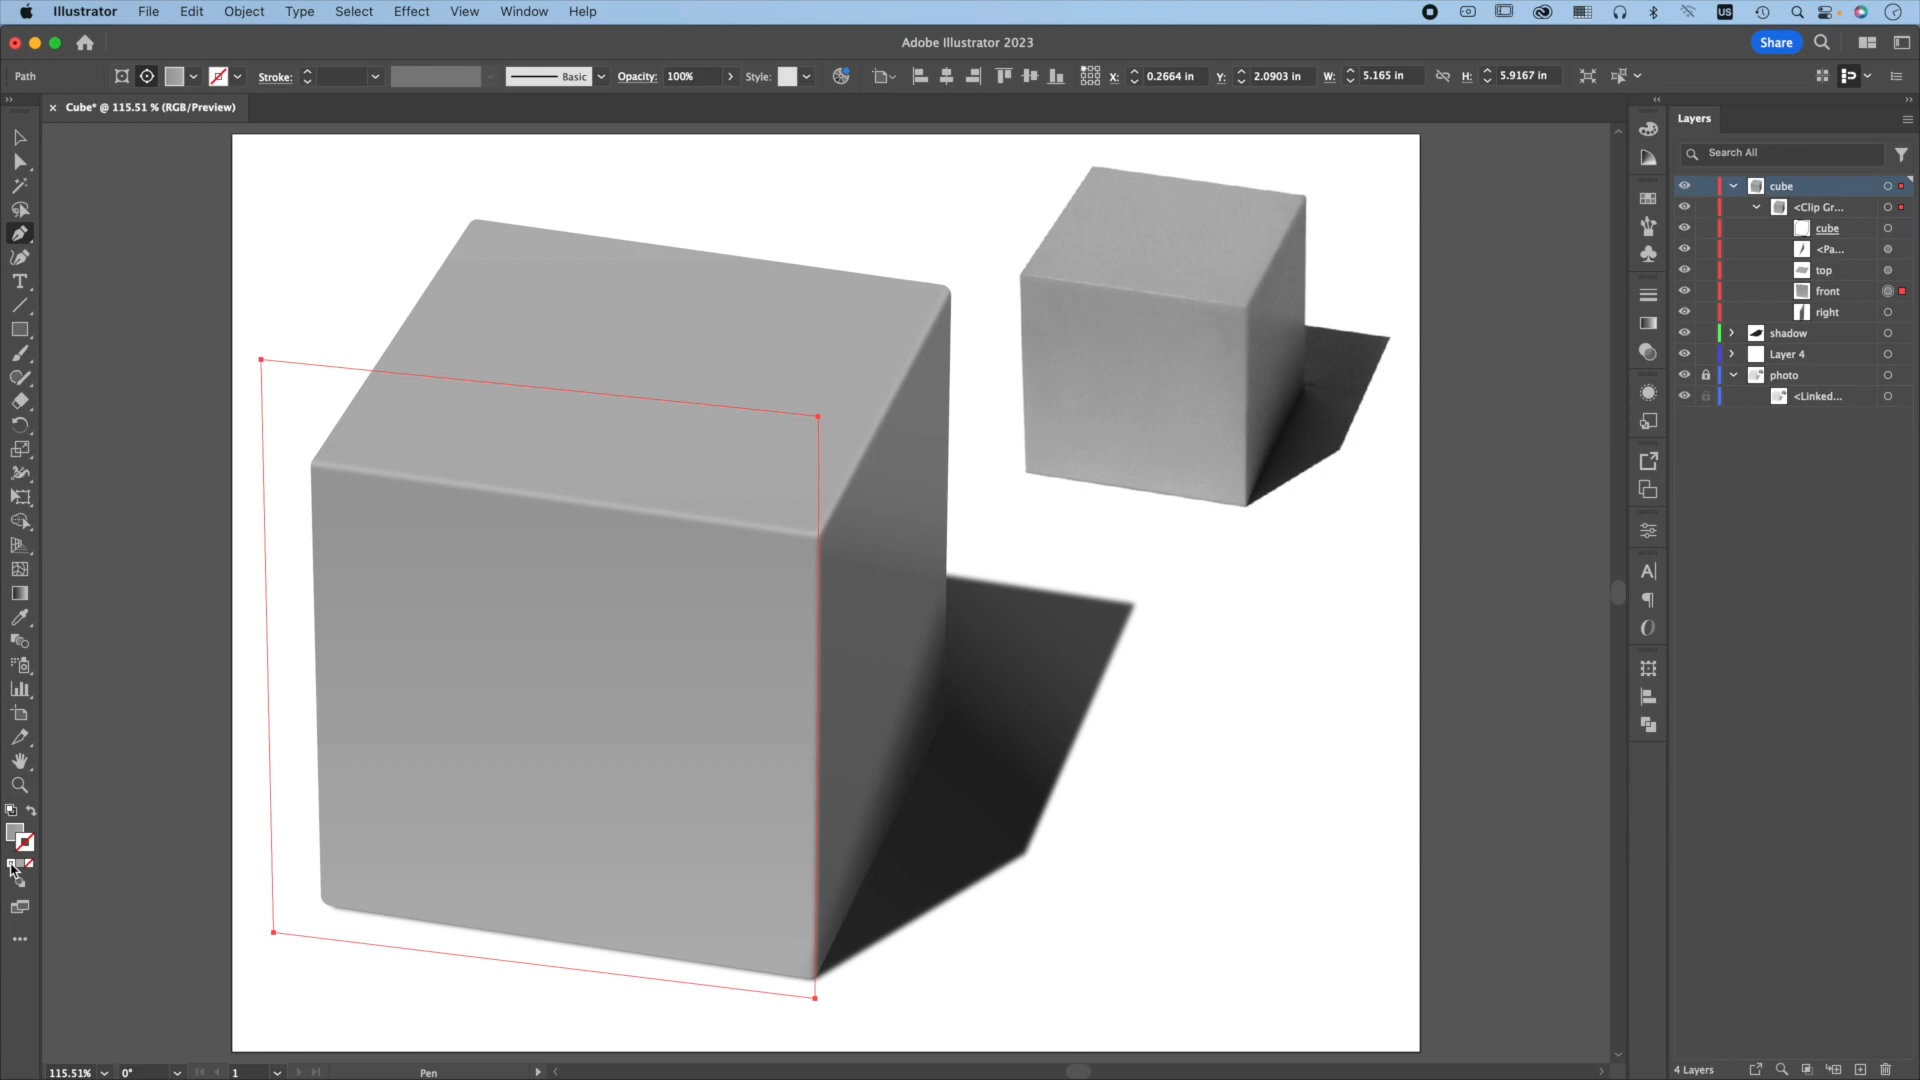 Illustrator File Edit Object Type Select Effect View Window Help US
Adobe Illustrator 2023 Share
Path Stroke: Basic Opacity: 100% Style: X: 0.2664 in Y: 2.0903 in W: 5.165 in H: 5.9167 in
× Cube* @ 115.51 % (RGB/Preview)
Layers
Search All
cube
<Clip Gr...
cube
<Pa...
top
front
right
shadow
Layer 4
photo
<Linked...
115.51% 0° 1 Pen
4 Layers